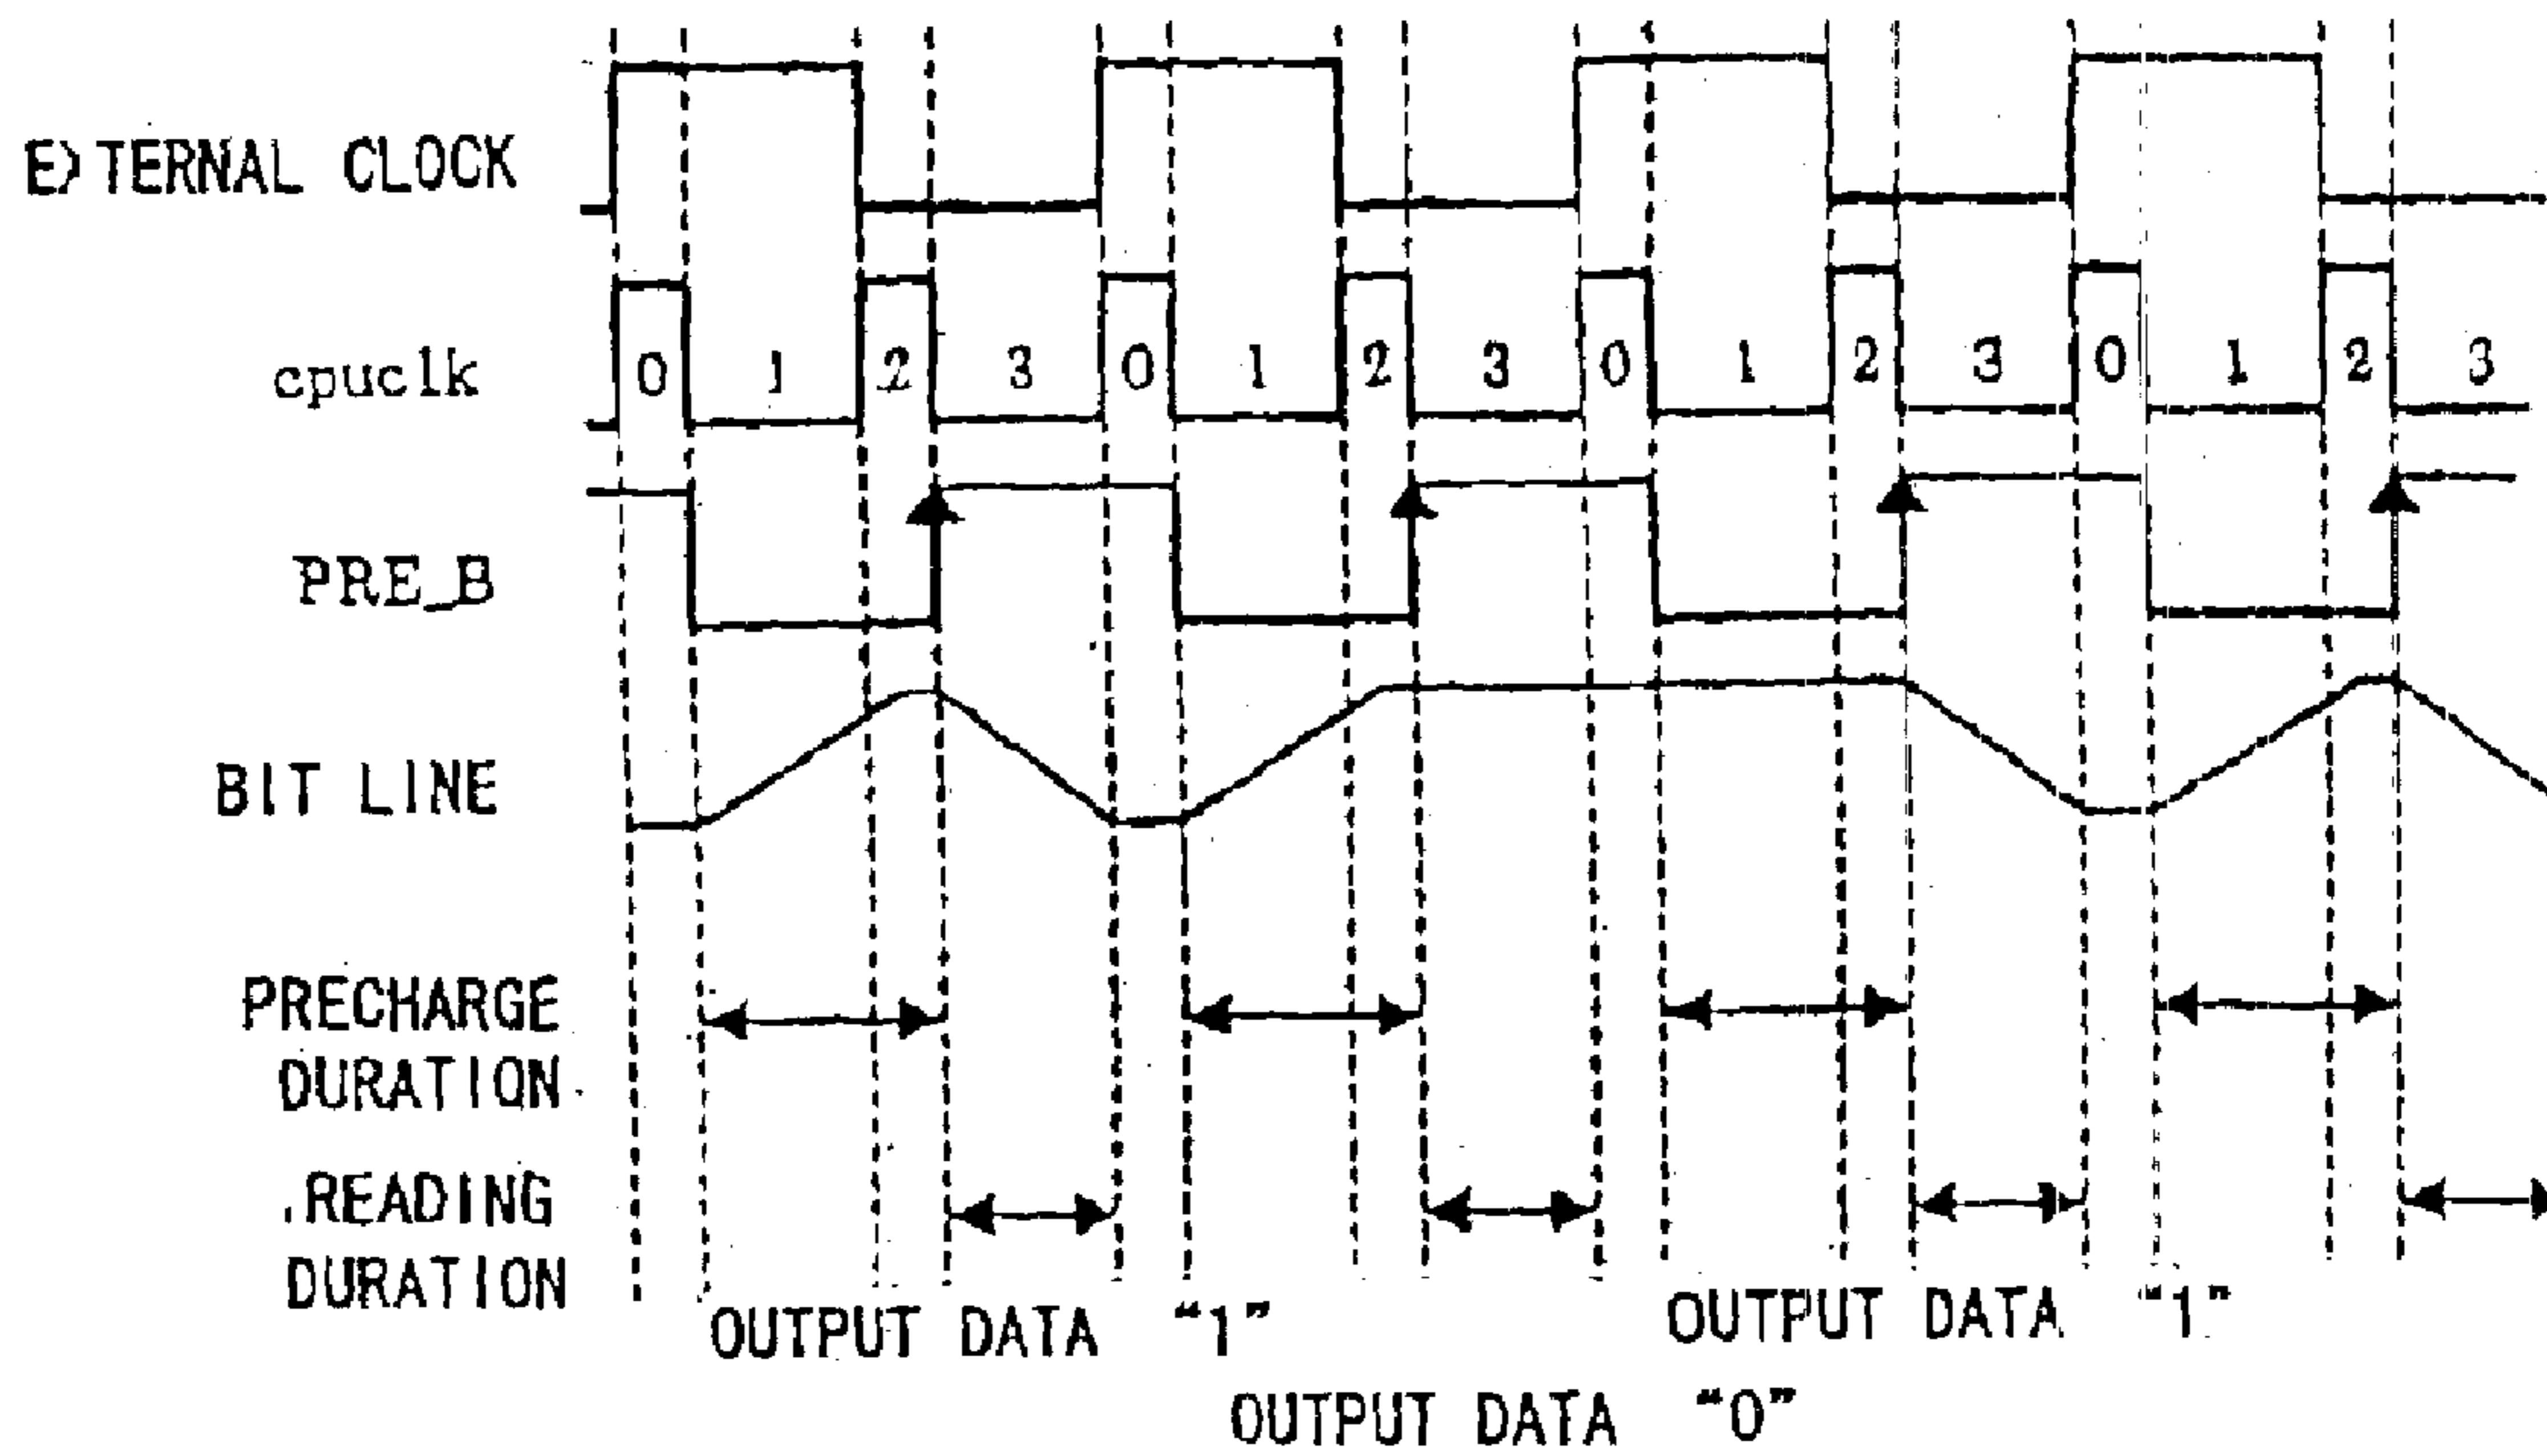 E)TERNAL CLOCK
cpuclk 0 1 2 3 0 1 2 3 0 1 2 3 0 1 2 3
PRE_B
BIT LINE
PRECHARGE
DURATION
READING
DURATION
OUTPUT DATA "1"
OUTPUT DATA "1"
OUTPUT DATA "0"